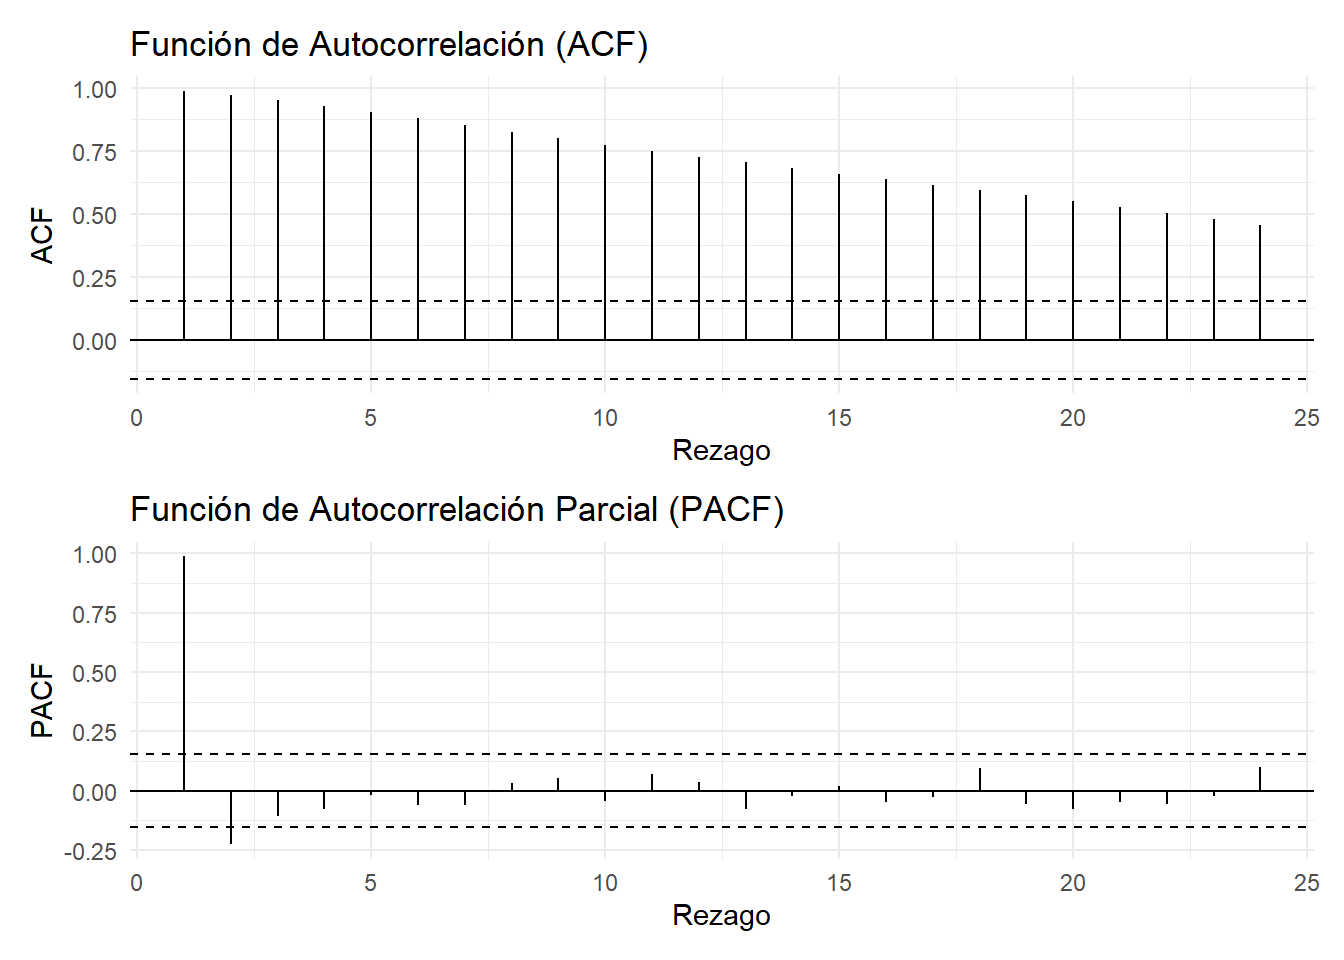 Función de Autocorrelación (ACF)
1.00
0.75
0.50
0.25
0.00
ACF
0 5 10 15 20 25
Rezago
Función de Autocorrelación Parcial (PACF)
1.00
0.75
0.50
0.25
0.00
-0.25
PACF
0 5 10 15 20 25
Rezago